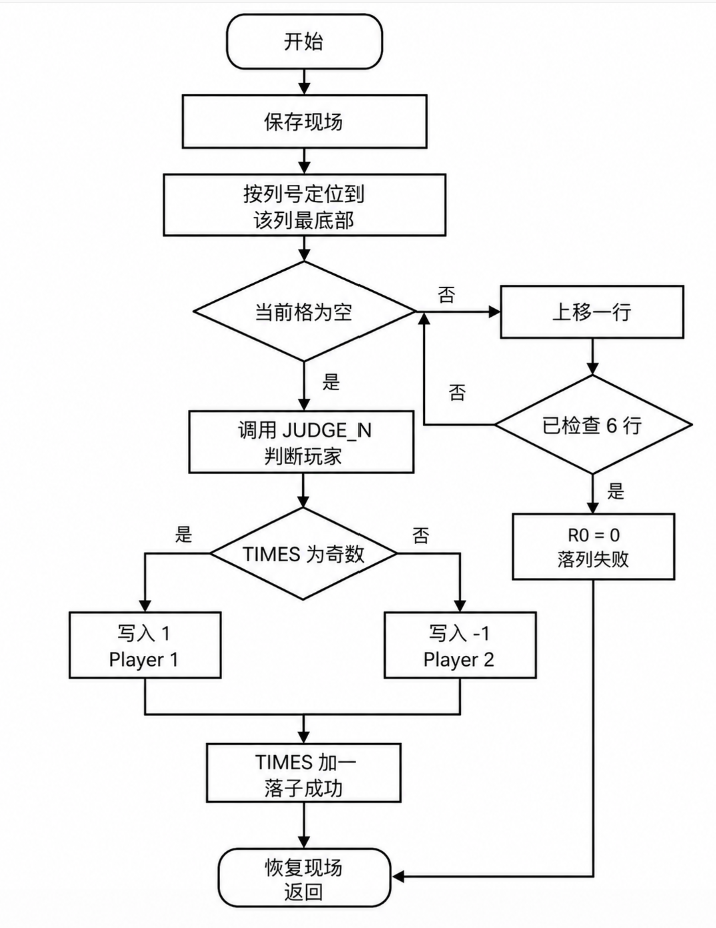 开始
保存现场
按列号定位到
该列最底部
当前格为空
否
上移一行
是
否
已检查 6 行
调用 JUDGE_N
判断玩家
是
R0 = 0
落列失败
是
TIMES 为奇数
否
写入 1
Player 1
写入 -1
Player 2
TIMES 加一
落子成功
恢复现场
返回